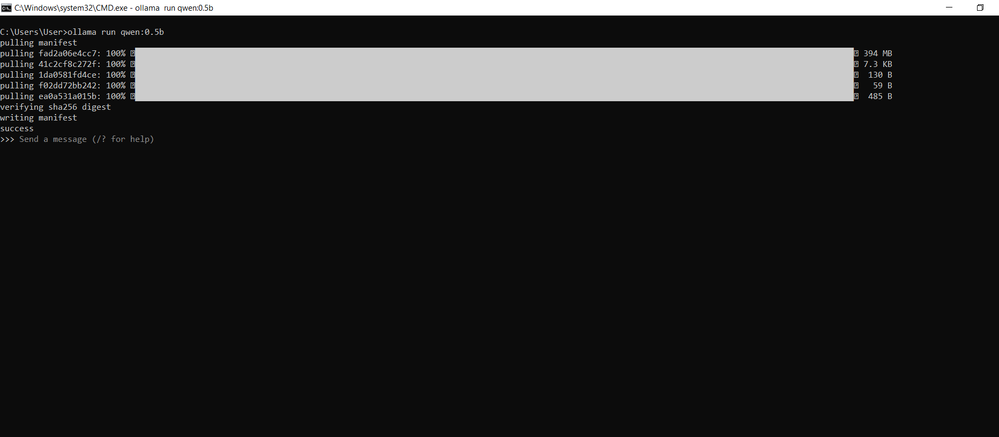 C:\Windows\system32\CMD.exe - ollama  run qwen:0.5b
C:\Users\User>ollama run qwen:0.5b
pulling manifest
pulling fad2a06e4cc7: 100% 394 MB
pulling 41c2cf8c272f: 100% 7.3 KB
pulling 1da0581fd4ce: 100% 130 B
pulling f02dd72bb242: 100% 59 B
pulling ea0a531a015b: 100% 485 B
verifying sha256 digest
writing manifest
success
>>> Send a message (/? for help)